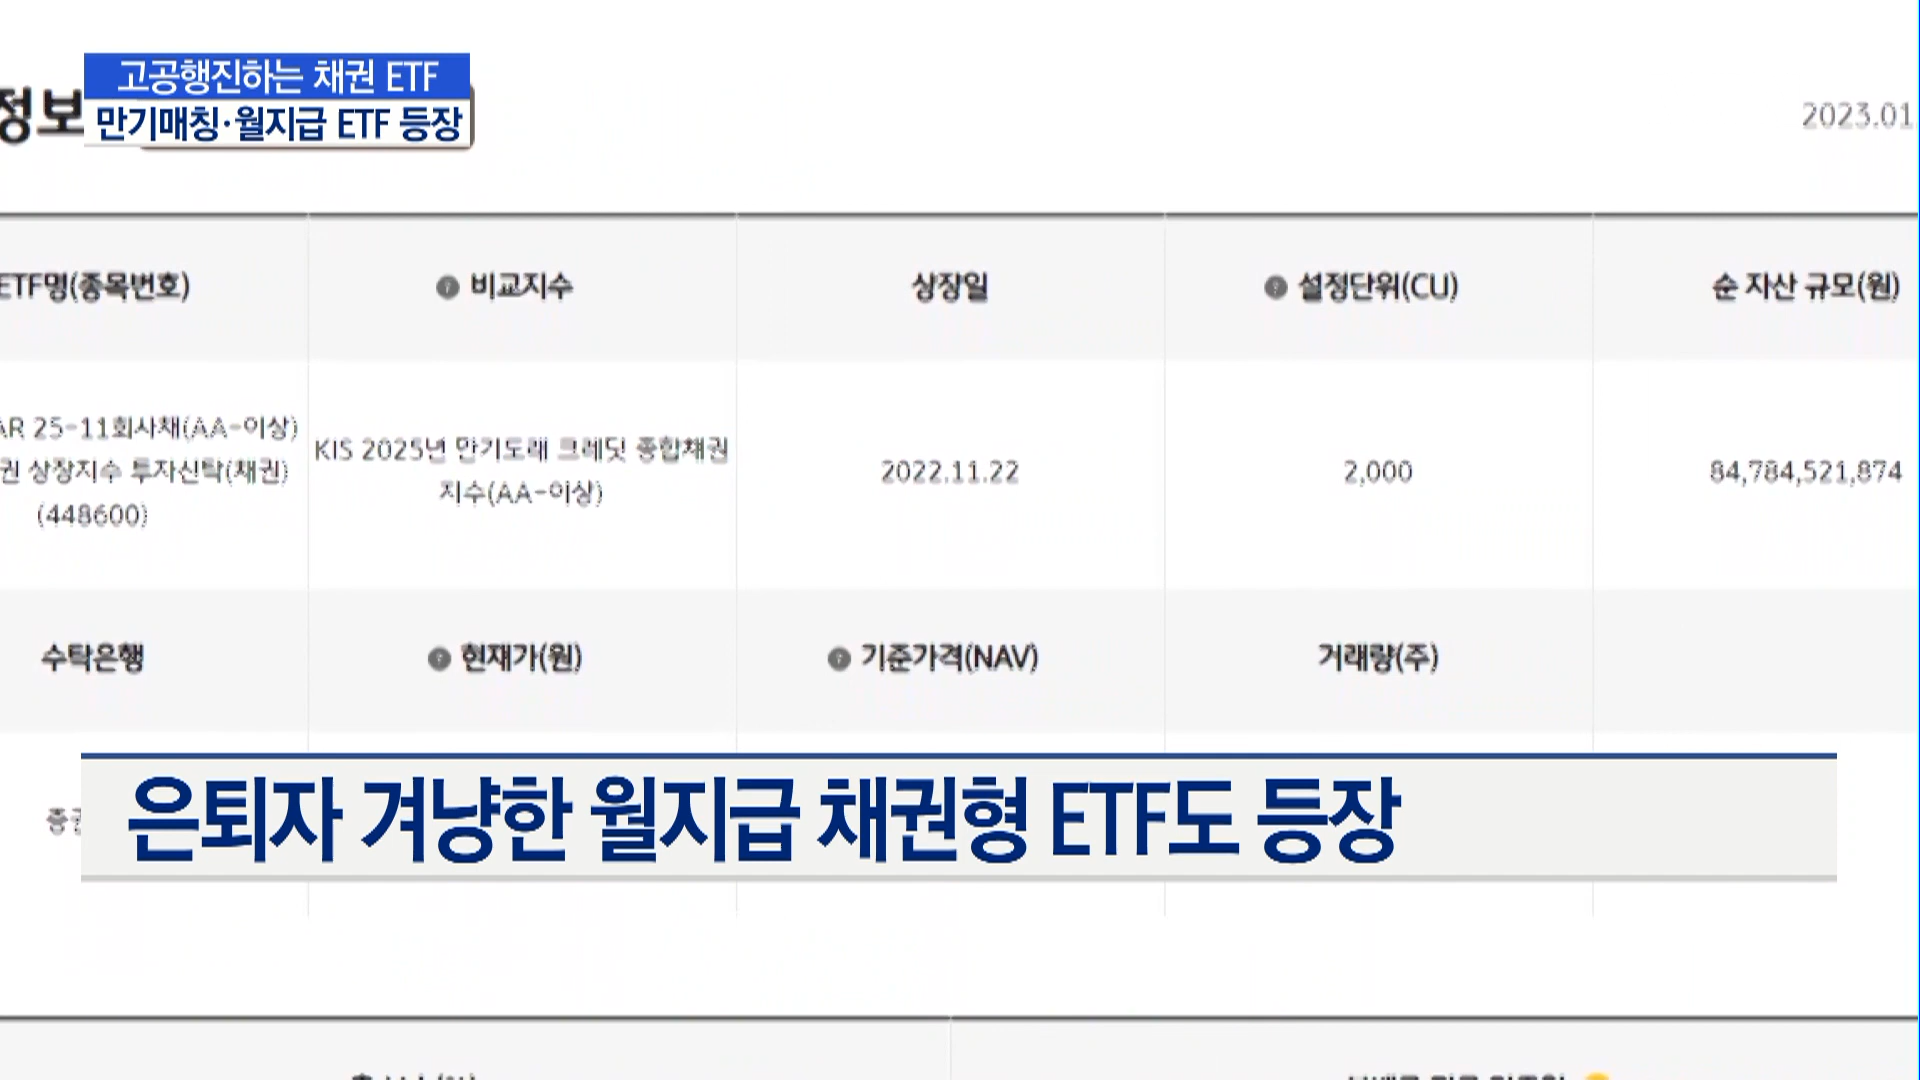 고공행진하는 채권 ETF
만기매칭·월지급 ETF 등장
정보
2023.01
ETF명(종목번호)
비교지수
상장일
설정단위(CU)
순 자산 규모(원)
AR 25-11회사채(AA-이상)
권 상장지수 투자신탁(채권)
(448600)
KIS 2025년 만기도래 크레딧 종합채권
지수(AA-이상)
2022.11.22
2,000
84,784,521,874
수탁은행
현재가(원)
기준가격(NAV)
거래량(주)
은퇴자 겨냥한 월지급 채권형 ETF도 등장